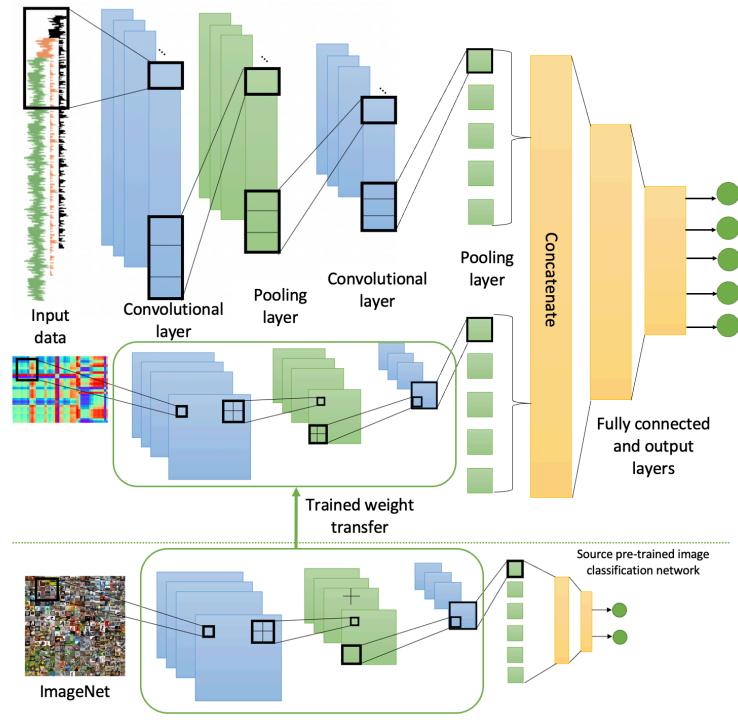 Input
data
Convolutional
layer
Pooling
layer
Convolutional
layer
Pooling
layer
Concatenate
Fully connected
and output
layers
Trained weight
transfer
Source pre-trained image
classification network
ImageNet